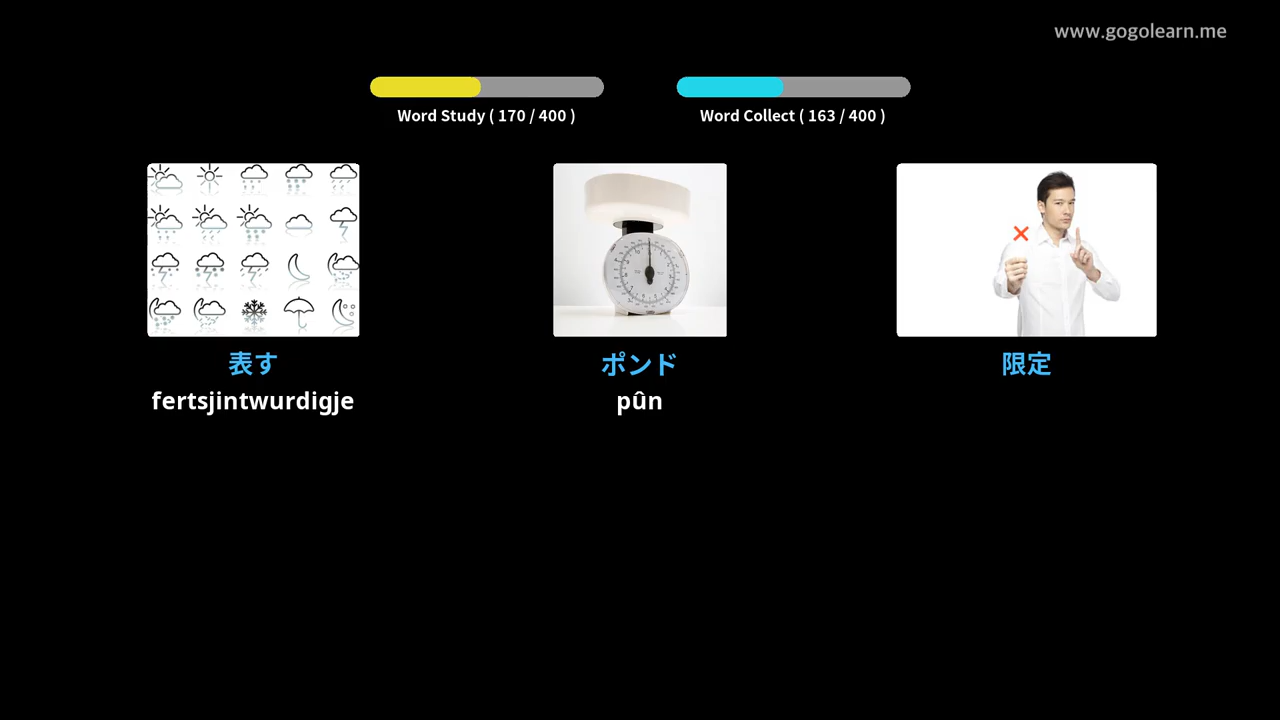 www.gogolearn.me
Word Study ( 170 / 400 )
Word Collect ( 163 / 400 )
表す
ポンド
限定
fertsjintwurdigje
pûn